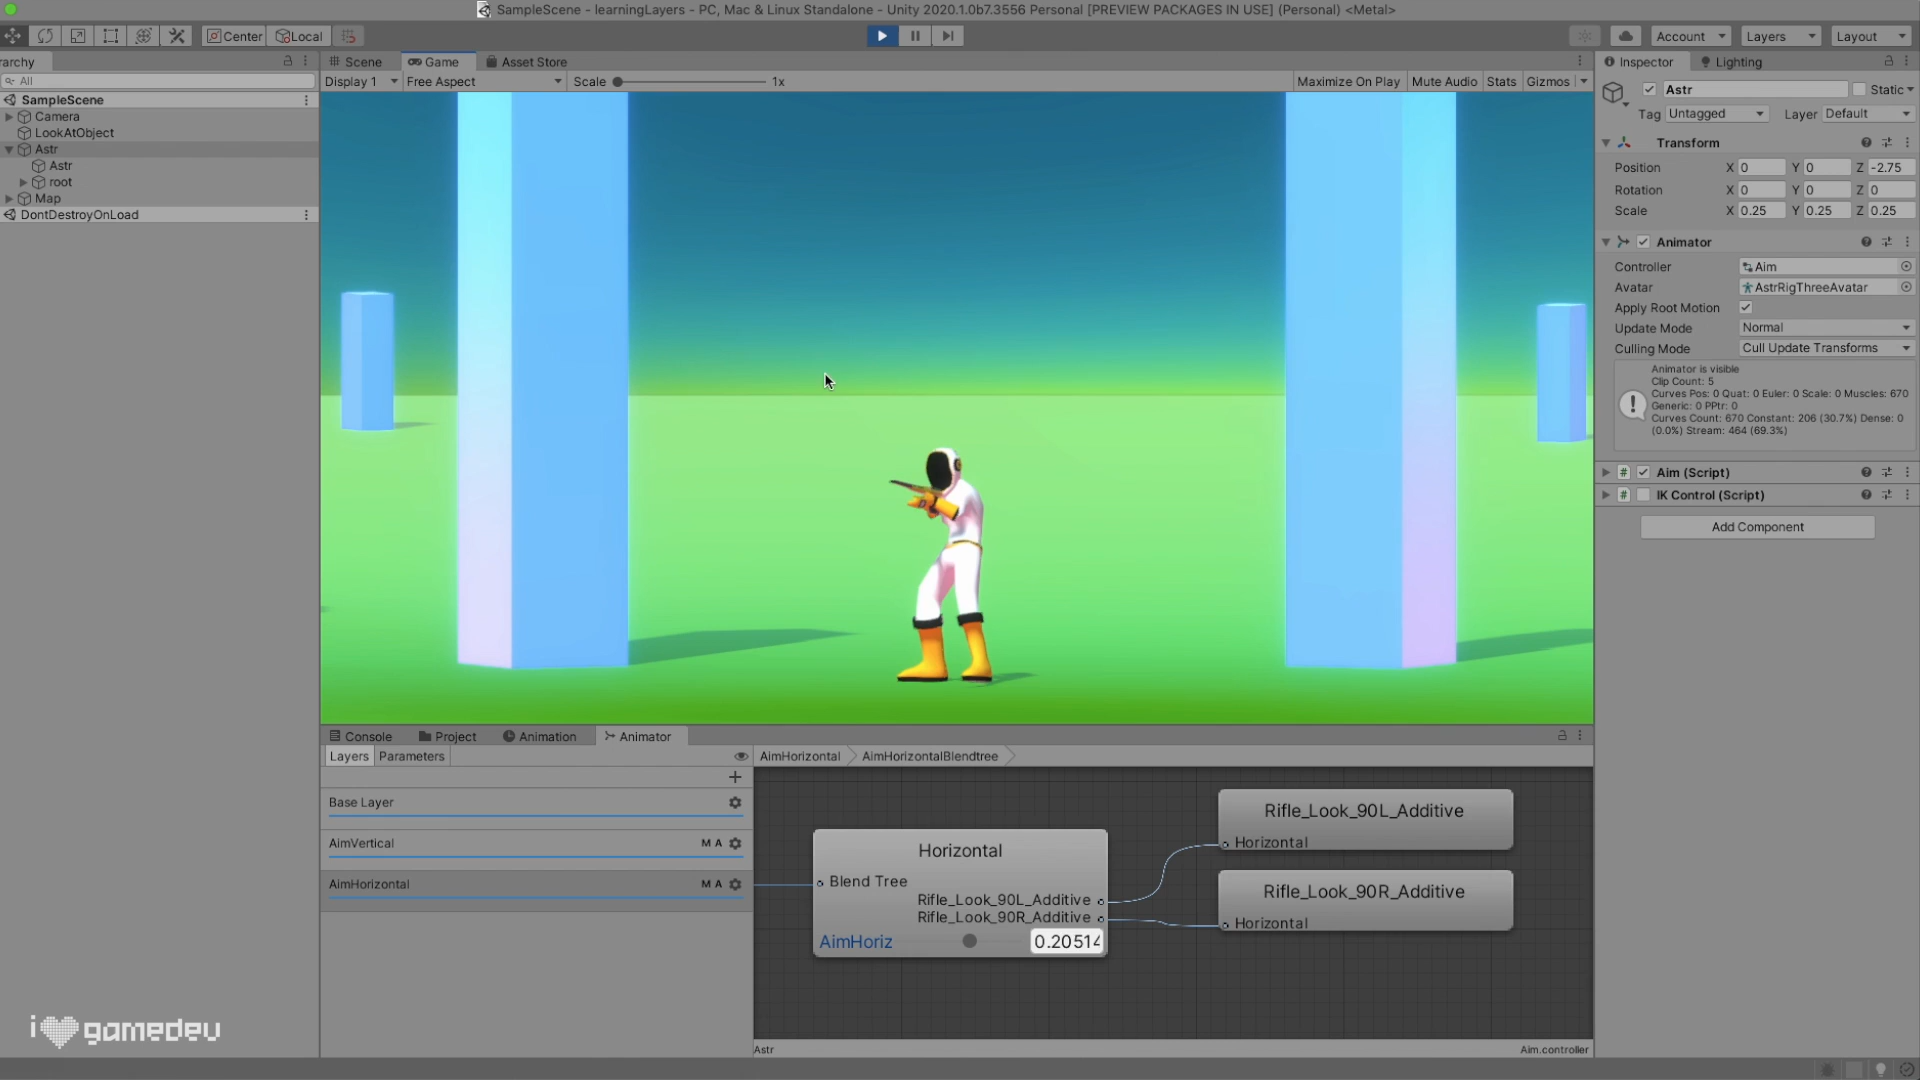 SampleScene - learningLayers - PC, Mac & Linux Standalone - Unity 2020.1.0b7.3556 Personal [PREVIEW PACKAGES IN USE] (Personal) <Metal>
Center Local Account Layers Layout
rarchy Scene Game Asset Store Inspector Lighting
All Display 1 Free Aspect Scale 1x Maximize On Play Mute Audio Stats Gizmos
Astr Static
SampleScene
Camera
Tag Untagged Layer Default
LookAtObject
Astr
Transform
Astr
Position X 0 Y 0 Z -2.75
root
Rotation X 0 Y 0 Z 0
Map
Scale X 0.25 Y 0.25 Z 0.25
DontDestroyOnLoad
Animator
Controller Aim
Avatar AstrRigThreeAvatar
Apply Root Motion
Update Mode Normal
Culling Mode Cull Update Transforms
Animator is visible
Clip Count: 5
Curves Pos: 0 Quat: 0 Euler: 0 Scale: 0 Muscles: 670
Generic: 0 PPtr: 0
Curves Count: 670 Constant: 206 (30.7%) Dense: 0
(0.0%) Stream: 464 (69.3%)
Aim (Script)
IK Control (Script)
Add Component
Console Project Animation Animator
Layers Parameters AimHorizontal AimHorizontalBlendtree
Base Layer
AimVertical M A
AimHorizontal M A
Horizontal
Blend Tree
Rifle_Look_90L_Additive
Rifle_Look_90R_Additive
AimHoriz 0.20514
Rifle_Look_90L_Additive
Horizontal
Rifle_Look_90R_Additive
Horizontal
i gamedev
Astr Aim.controller